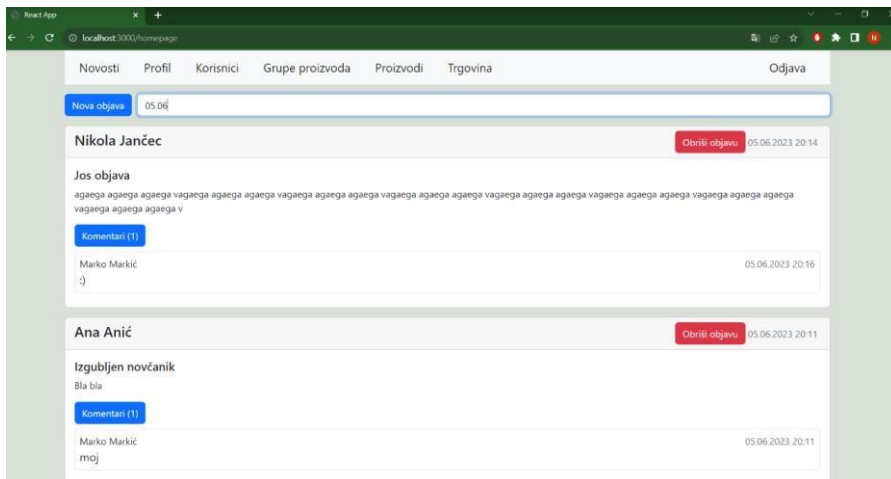 React App
localhost:3000/homepage
N
Novosti Profil Korisnici Grupe proizvoda Proizvodi Trgovina Odjava
Nova objava 05.06
Nikola Jančec Obriši objavu 05.06.2023 20:14
Jos objava
agaega agaega agaega vagaega agaega agaega vagaega agaega agaega vagaega agaega agaega vagaega agaega agaega vagaega agaega agaega vagaega agaega agaega
vagaega agaega agaega v
Komentari (1)
Marko Markić 05.06.2023 20:16
:)
Ana Anić Obriši objavu 05.06.2023 20:11
Izgubljen novčanik
Bla bla
Komentari (1)
Marko Markić 05.06.2023 20:11
moj